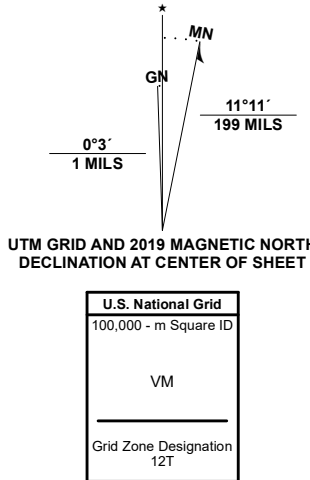 ★
MN
GN
11°11´
199 MILS
0°3´
1 MILS
UTM GRID AND 2019 MAGNETIC NORTH
DECLINATION AT CENTER OF SHEET
U.S. National Grid
100,000 - m Square ID
VM
Grid Zone Designation
12T